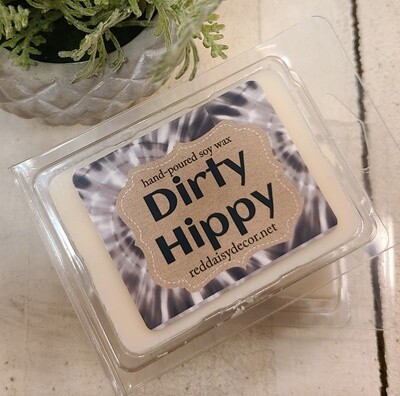 hand-poured soy wax
Dirty
Hippy
reddaisydecor.net